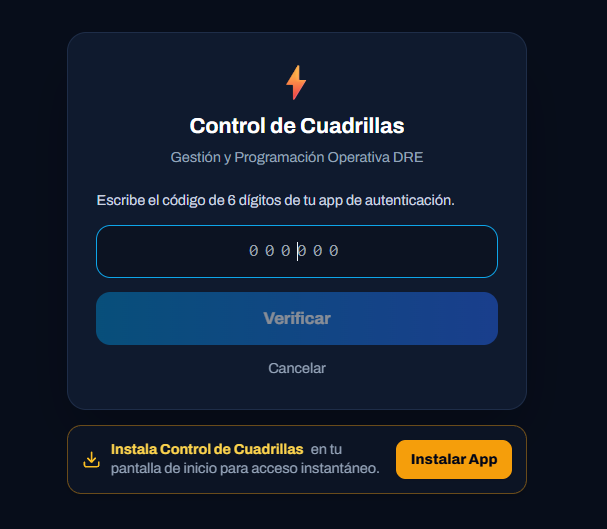 Control de Cuadrillas
Gestión y Programación Operativa DRE
Escribe el código de 6 dígitos de tu app de autenticación.
000000
Verificar
Cancelar
Instala Control de Cuadrillas en tu
pantalla de inicio para acceso instantáneo.
Instalar App